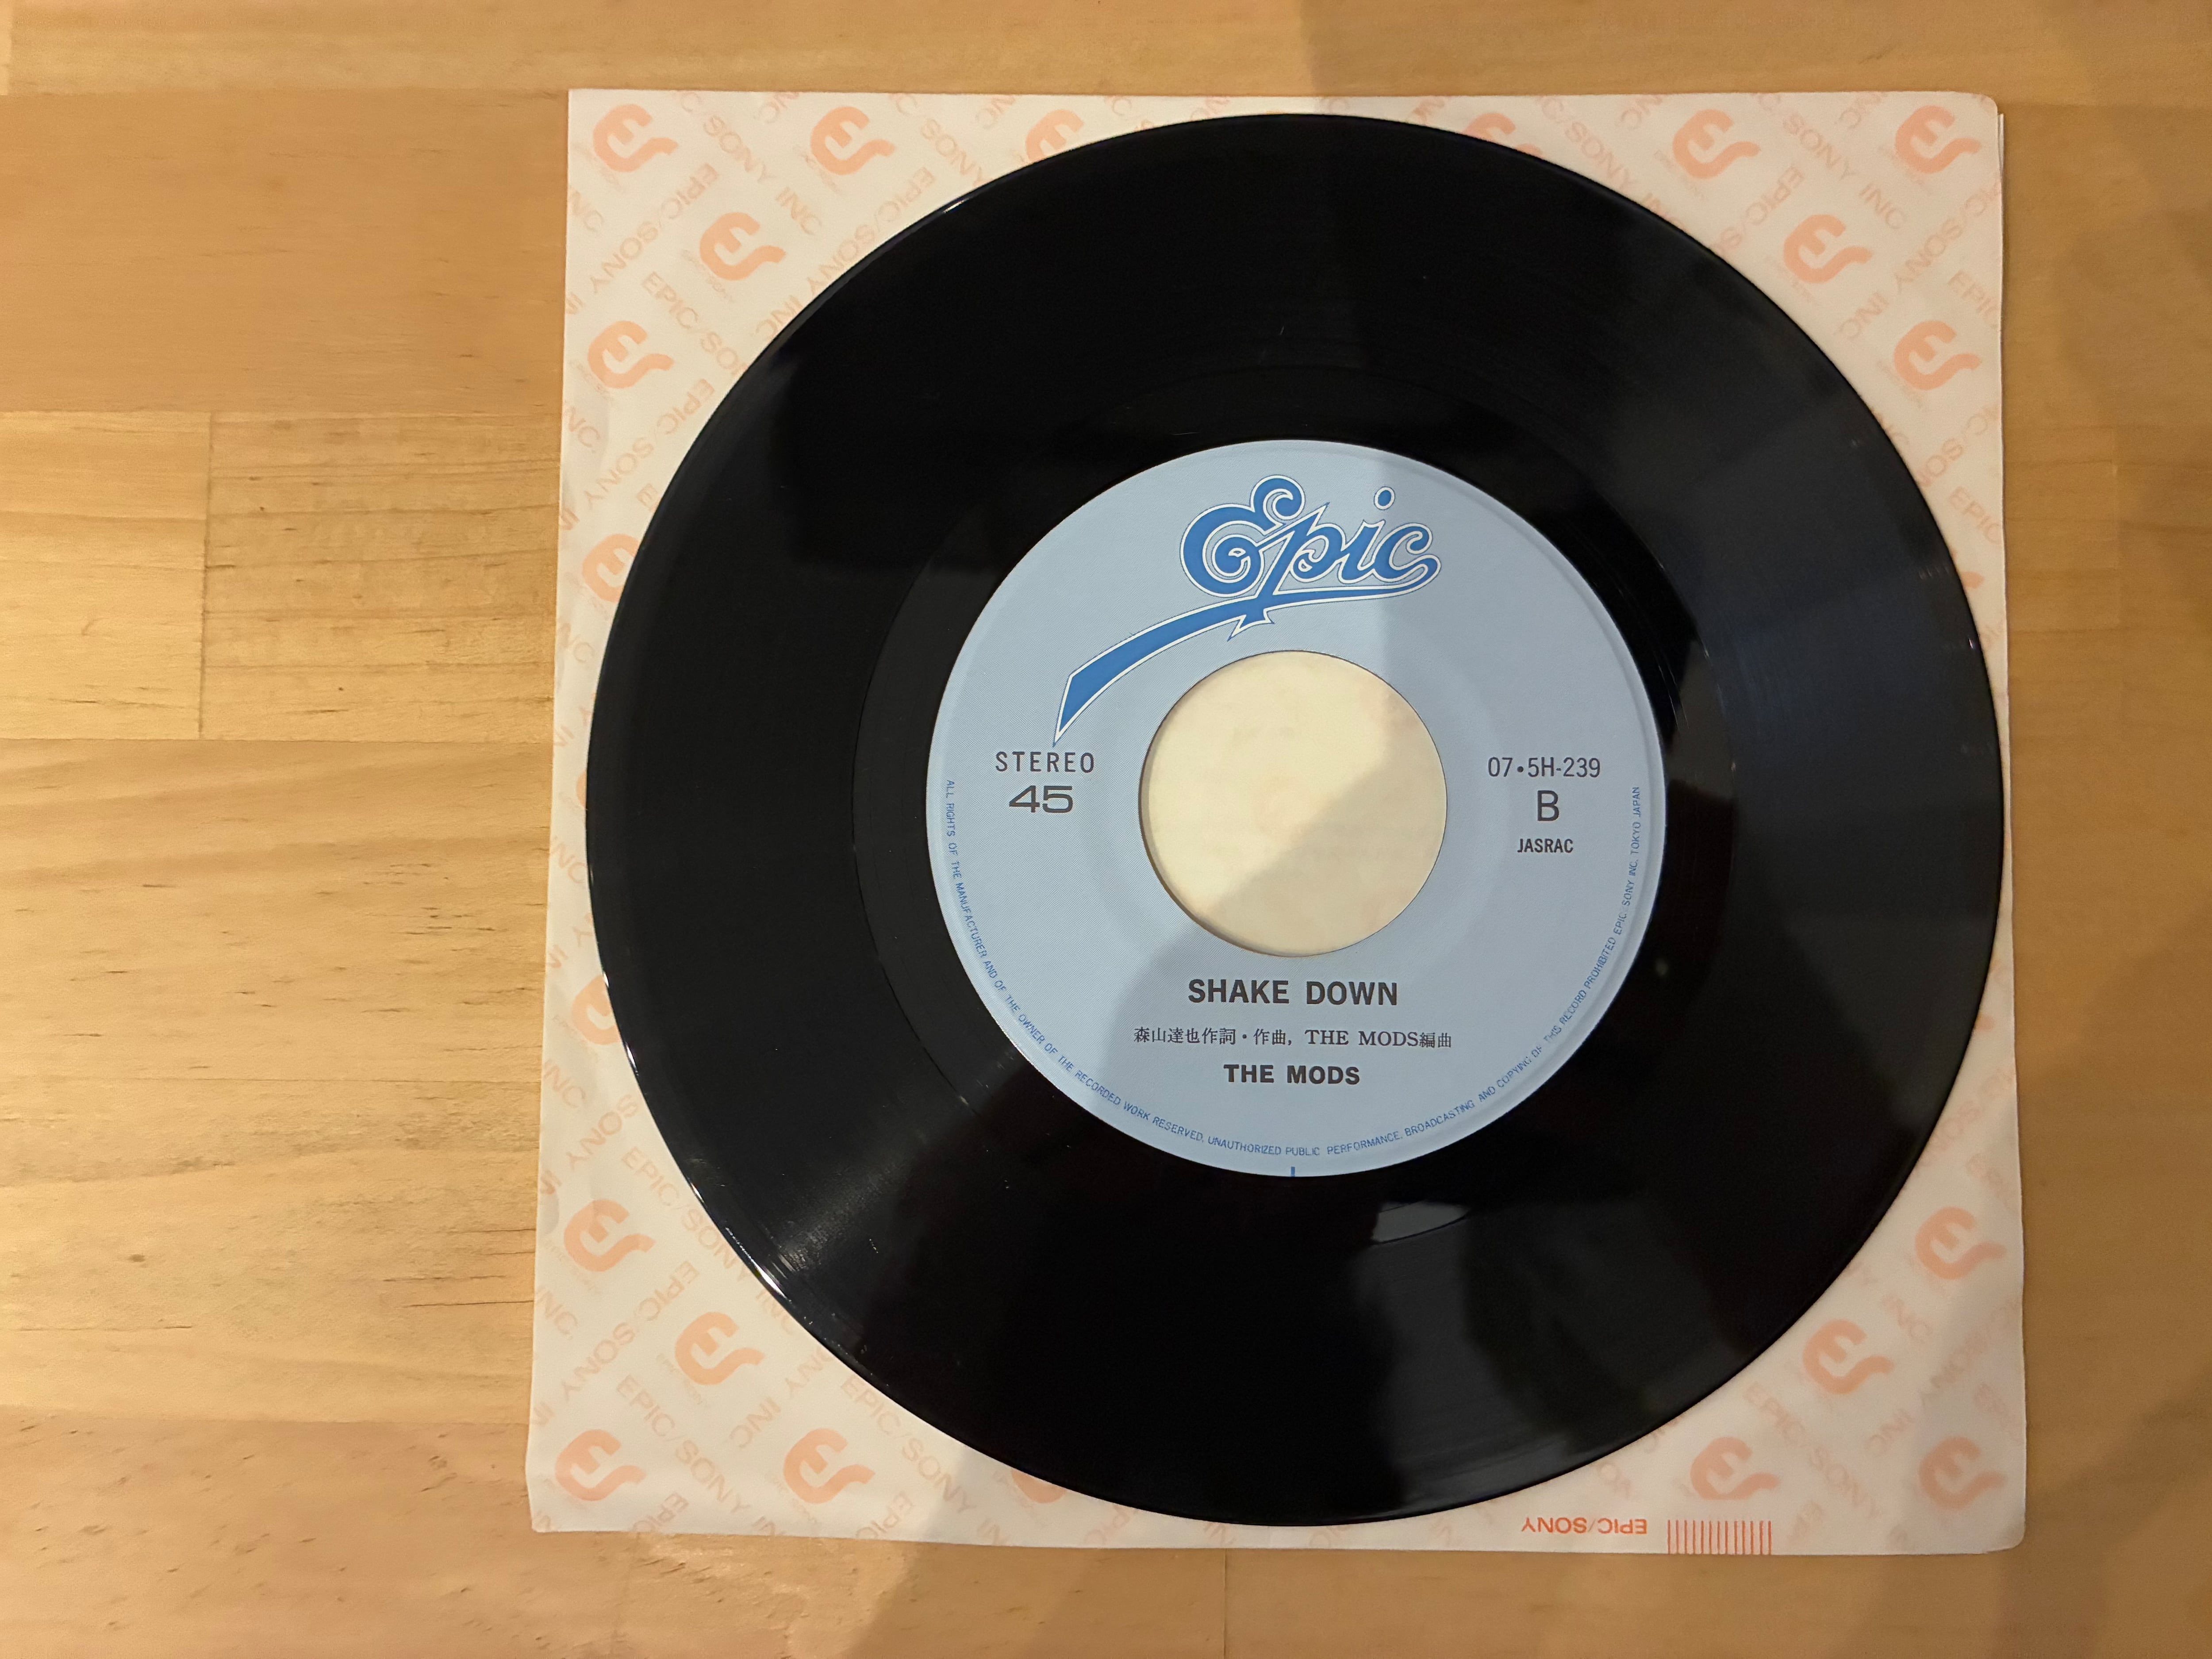 Epic
STEREO
45
07・5H-239
B
JASRAC
SHAKE DOWN
森山達也作詞・作曲, THE MODS編曲
THE MODS
ALL RIGHTS OF THE MANUFACTURER AND OF THE OWNER OF THE RECORDED WORK RESERVED, UNAUTHORIZED PUBLIC PERFORMANCE, BROADCASTING AND COPYING OF THIS RECORD PROHIBITED EPIC/SONY INC. TOKYO JAPAN
EPIC/SONY INC
EPIC/SONY